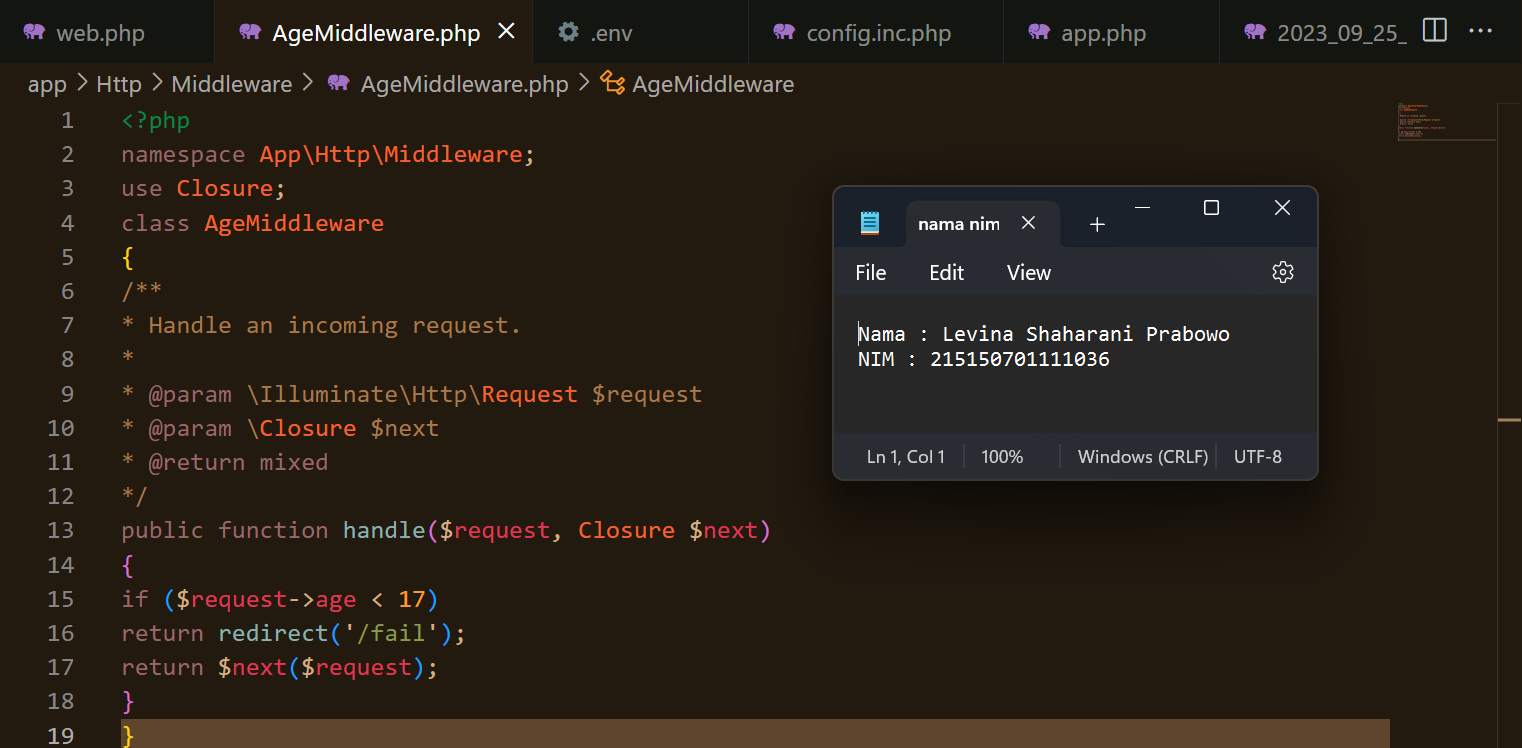 web.php
AgeMiddleware.php
.env
config.inc.php
app.php
2023_09_25_
app > Http > Middleware > AgeMiddleware.php > AgeMiddleware
1 <?php
2 namespace App\Http\Middleware;
3 use Closure;
4 class AgeMiddleware
5 {
6 /**
7 * Handle an incoming request.
8 *
9 * @param \Illuminate\Http\Request $request
10 * @param \Closure $next
11 * @return mixed
12 */
13 public function handle($request, Closure $next)
14 {
15 if ($request->age < 17)
16 return redirect('/fail');
17 return $next($request);
18 }
19 }
nama nim
File Edit View
Nama : Levina Shaharani Prabowo
NIM : 215150701111036
Ln 1, Col 1 100% Windows (CRLF) UTF-8